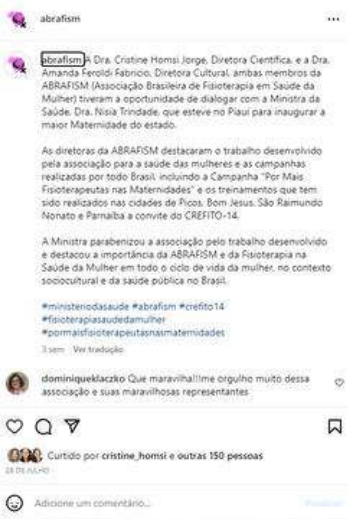 abrafism
abrafism A Dra. Cristine Homsi Jorge, Diretora Científica, e a Dra.
Amanda Feroldi Fabricio, Diretora Cultural, ambas membros da
ABRAFISM (Associação Brasileira de Fisioterapia em Saúde da
Mulher) tiveram a oportunidade de dialogar com a Ministra da
Saúde, Dra. Nísia Trindade, que esteve no Piauí para inaugurar a
maior Maternidade do estado.
As diretoras da ABRAFISM destacaram o trabalho desenvolvido
pela associação para a saúde das mulheres e as campanhas
realizadas por todo Brasil, incluindo a Campanha "Por Mais
Fisioterapeutas nas Maternidades" e os treinamentos que tem
sido realizados nas cidades de Picos, Bom Jesus, São Raimundo
Nonato e Parnaíba a convite do CREFITO-14.
A Ministra parabenizou a associação pelo trabalho desenvolvido
e destacou a importância da ABRAFISM e da Fisioterapia na
Saúde da Mulher em todo o ciclo de vida da mulher, no contexto
sociocultural e da saúde pública no Brasil.
#ministeriodasaude #abrafism #crefito14
#fisioterapiasaudedamulher
#pormaisfisioterapeutasnasmaternidades
3 sem Ver tradução
dominiqueklaczko Que maravilha!!!me orgulho muito dessa
associação e suas maravilhosas representantes
Curtido por cristine_homsi e outras 150 pessoas
28 DE JULHO
Adicione um comentário...